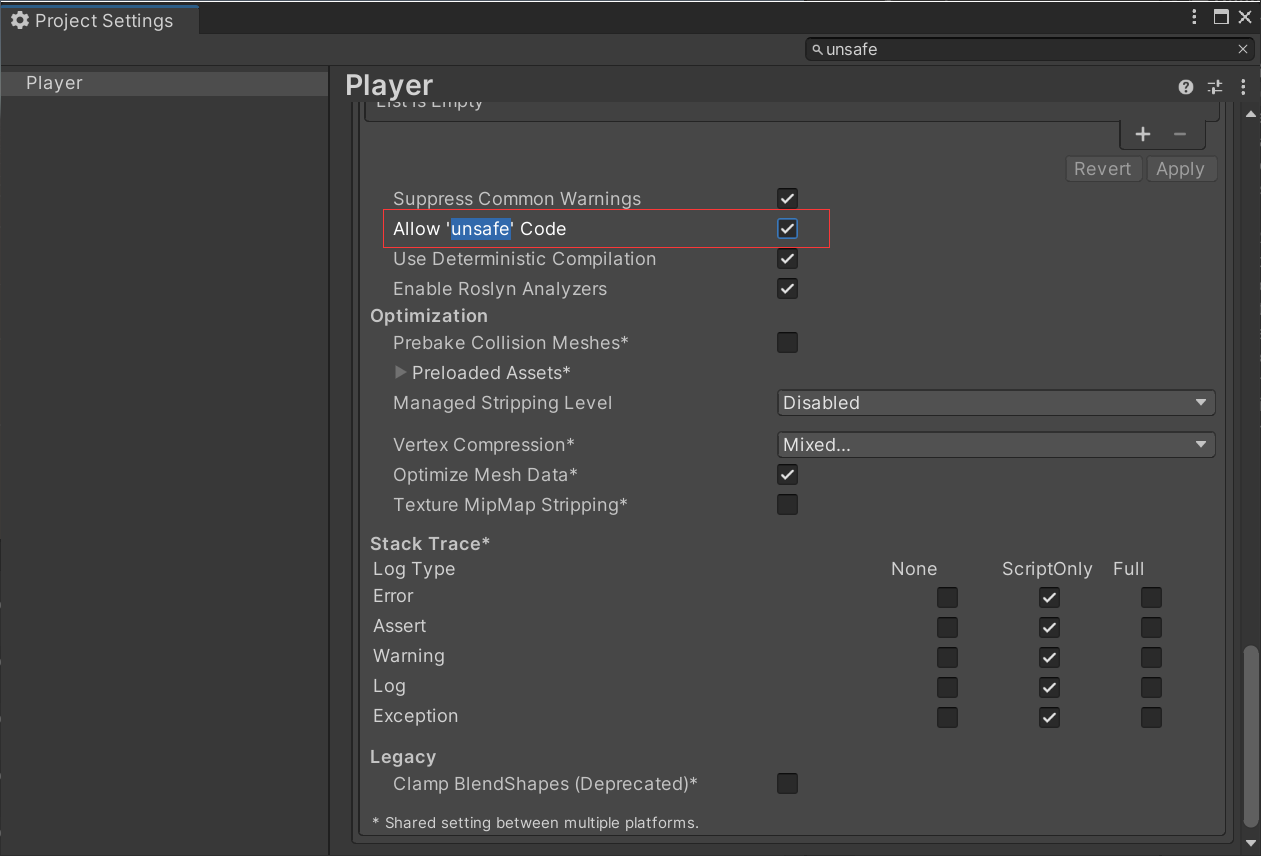 Project Settings
unsafe
Player
Player
List is Empty
Revert Apply
Suppress Common Warnings
Allow 'unsafe' Code
Use Deterministic Compilation
Enable Roslyn Analyzers
Optimization
Prebake Collision Meshes*
Preloaded Assets*
Managed Stripping Level Disabled
Vertex Compression* Mixed...
Optimize Mesh Data*
Texture MipMap Stripping*
Stack Trace*
Log Type None ScriptOnly Full
Error
Assert
Warning
Log
Exception
Legacy
Clamp BlendShapes (Deprecated)*
* Shared setting between multiple platforms.